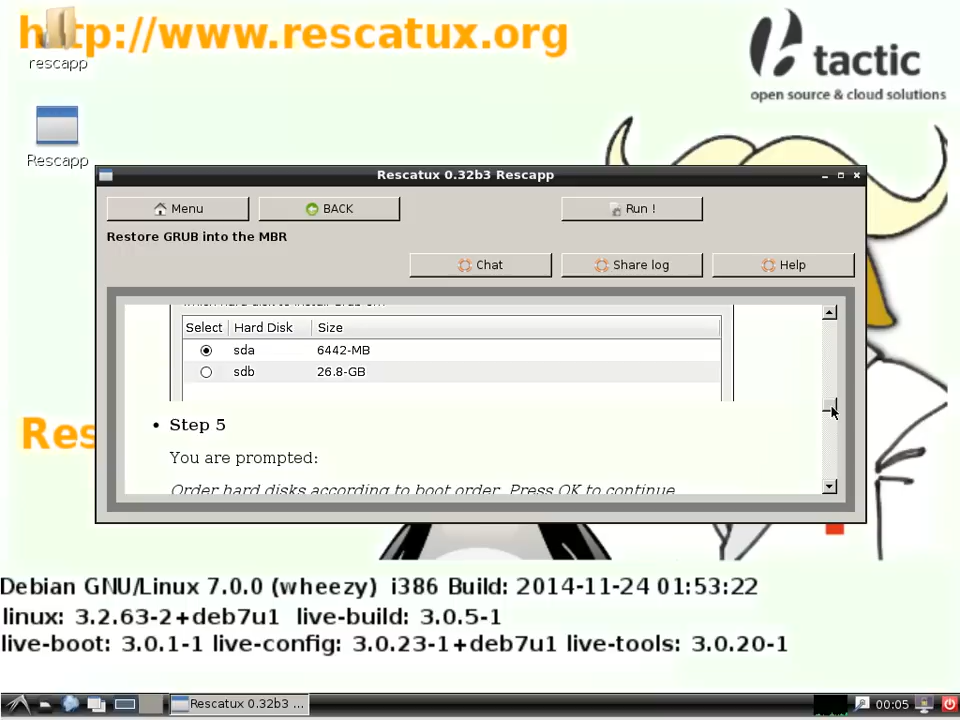 http://www.rescatux.org
rescapp
tactic
open source & cloud solutions
Rescapp
Rescatux 0.32b3 Rescapp
Menu
BACK
Run !
Restore GRUB into the MBR
Chat
Share log
Help
Select
Hard Disk
Size
sda
6442-MB
sdb
26.8-GB
• Step 5
You are prompted:
Order hard disks according to boot order. Press OK to continue
Res
Debian GNU/Linux 7.0.0 (wheezy) i386 Build: 2014-11-24 01:53:22
linux: 3.2.63-2+deb7u1 live-build: 3.0.5-1
live-boot: 3.0.1-1 live-config: 3.0.23-1+deb7u1 live-tools: 3.0.20-1
Rescatux 0.32b3 ...
00:05